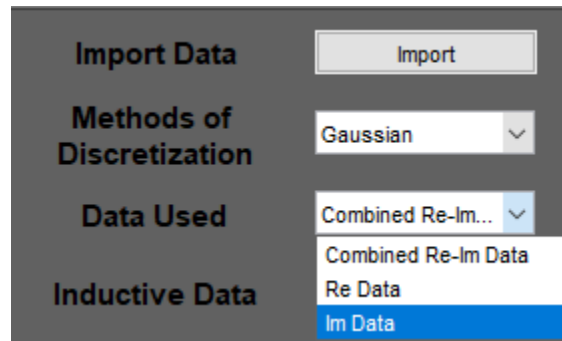 Import Data
Import
Methods of
Discretization
Gaussian
Data Used
Combined Re-Im...
Combined Re-Im Data
Re Data
Inductive Data
Im Data